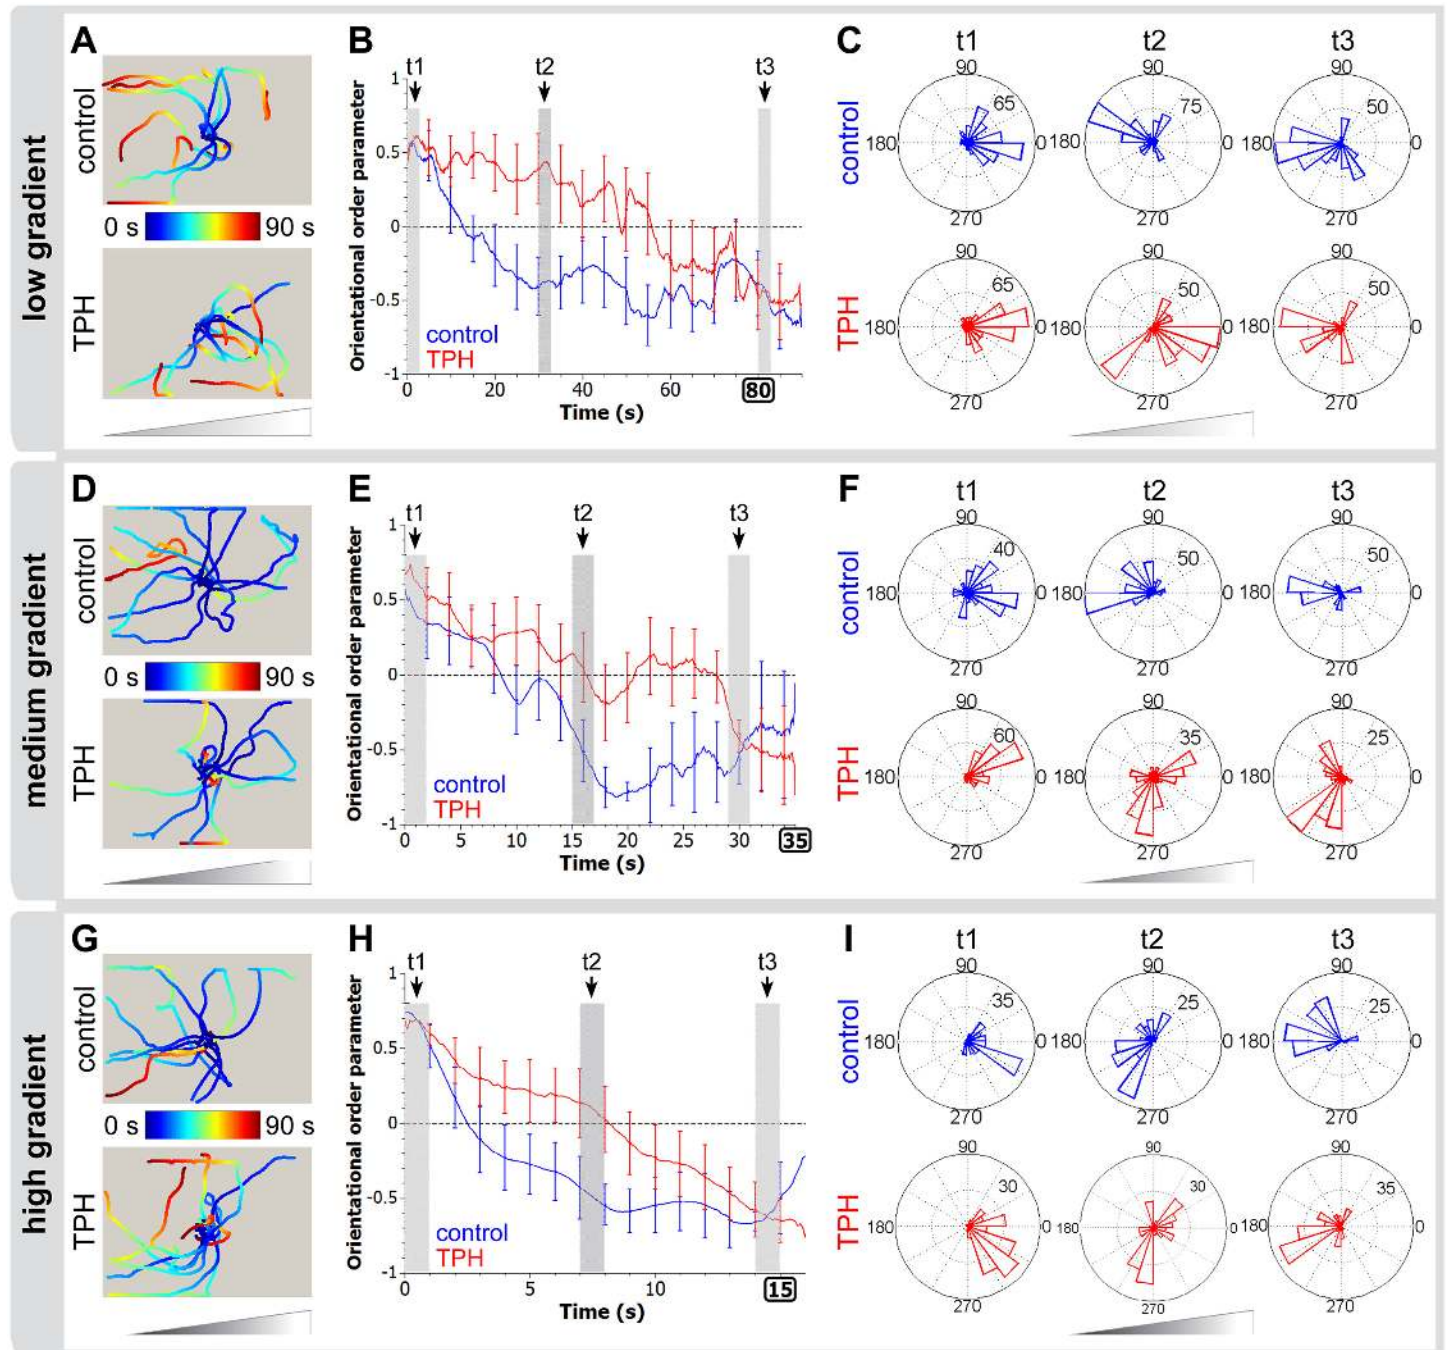 low gradient
A
control
0 s 90 s
TPH
B
t1 t2 t3
Orientational order parameter
1
0.5
0
-0.5
-1
control
TPH
0 20 40 60 80
Time (s)
C
t1 t2 t3
control
90 65 180 0 270
90 75 180 0 270
90 50 180 0 270
TPH
90 65 180 0 270
90 50 180 0 270
90 50 180 0 270
medium gradient
D
control
0 s 90 s
TPH
E
t1 t2 t3
Orientational order parameter
1
0.5
0
-0.5
-1
control
TPH
0 5 10 15 20 25 30 35
Time (s)
F
t1 t2 t3
control
90 40 180 0 270
90 50 180 0 270
90 50 180 0 270
TPH
90 60 180 0 270
90 35 180 0 270
90 25 180 0 270
high gradient
G
control
0 s 90 s
TPH
H
t1 t2 t3
Orientational order parameter
1
0.5
0
-0.5
-1
control
TPH
0 5 10 15
Time (s)
I
t1 t2 t3
control
90 35 180 0 270
90 25 180 0 270
90 25 180 0 270
TPH
90 30 180 0 270
90 30 180 0 270
90 35 180 0 270